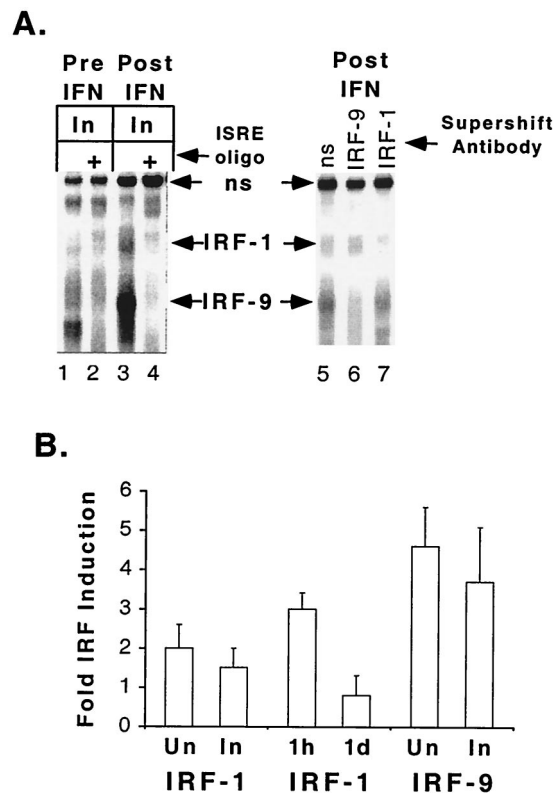 A.
Pre Post
IFN IFN
In In
+ +
ISRE
oligo
ns
IRF-1
IRF-9
1 2 3 4
Post
IFN
ns IRF-9 IRF-1
Supershift
Antibody
5 6 7
B.
Fold IRF Induction
6
5
4
3
2
1
0
Un In 1h 1d Un In
IRF-1 IRF-1 IRF-9